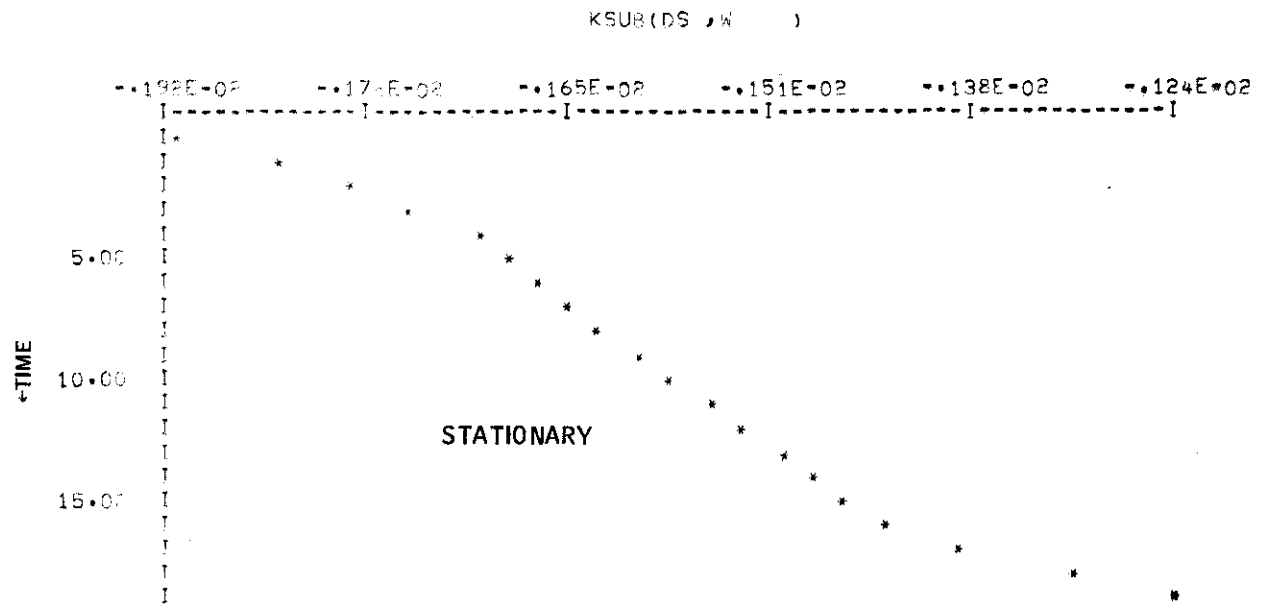 KSUB(DS ,W )
-.192E-02 -.165E-02 -.151E-02 -.138E-02 -.124E-02
5.00
←TIME
10.00
STATIONARY
15.00